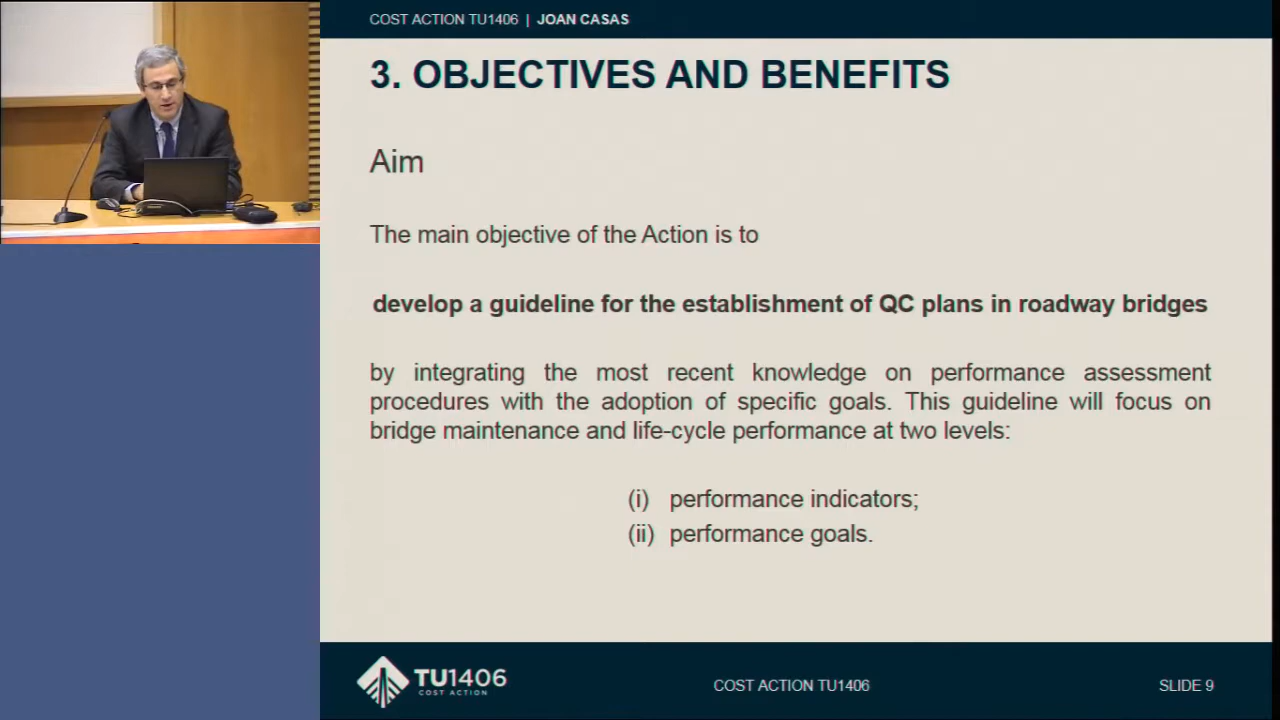 COST ACTION TU1406 | JOAN CASAS
3. OBJECTIVES AND BENEFITS
Aim
The main objective of the Action is to
develop a guideline for the establishment of QC plans in roadway bridges
by integrating the most recent knowledge on performance assessment
procedures with the adoption of specific goals. This guideline will focus on
bridge maintenance and life-cycle performance at two levels:
(i) performance indicators;
(ii) performance goals.
TU1406
COST ACTION
COST ACTION TU1406
SLIDE 9